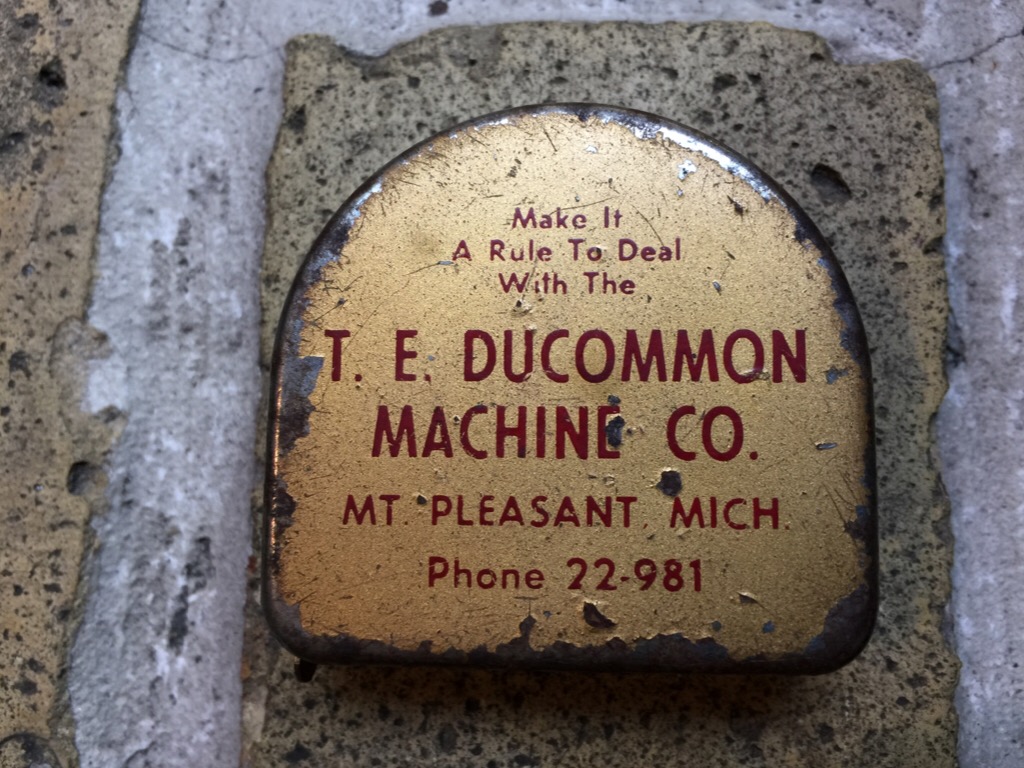 Make It
A Rule To Deal
With The
T. E. DUCOMMON
MACHINE CO.
MT. PLEASANT, MICH.
Phone 22-981